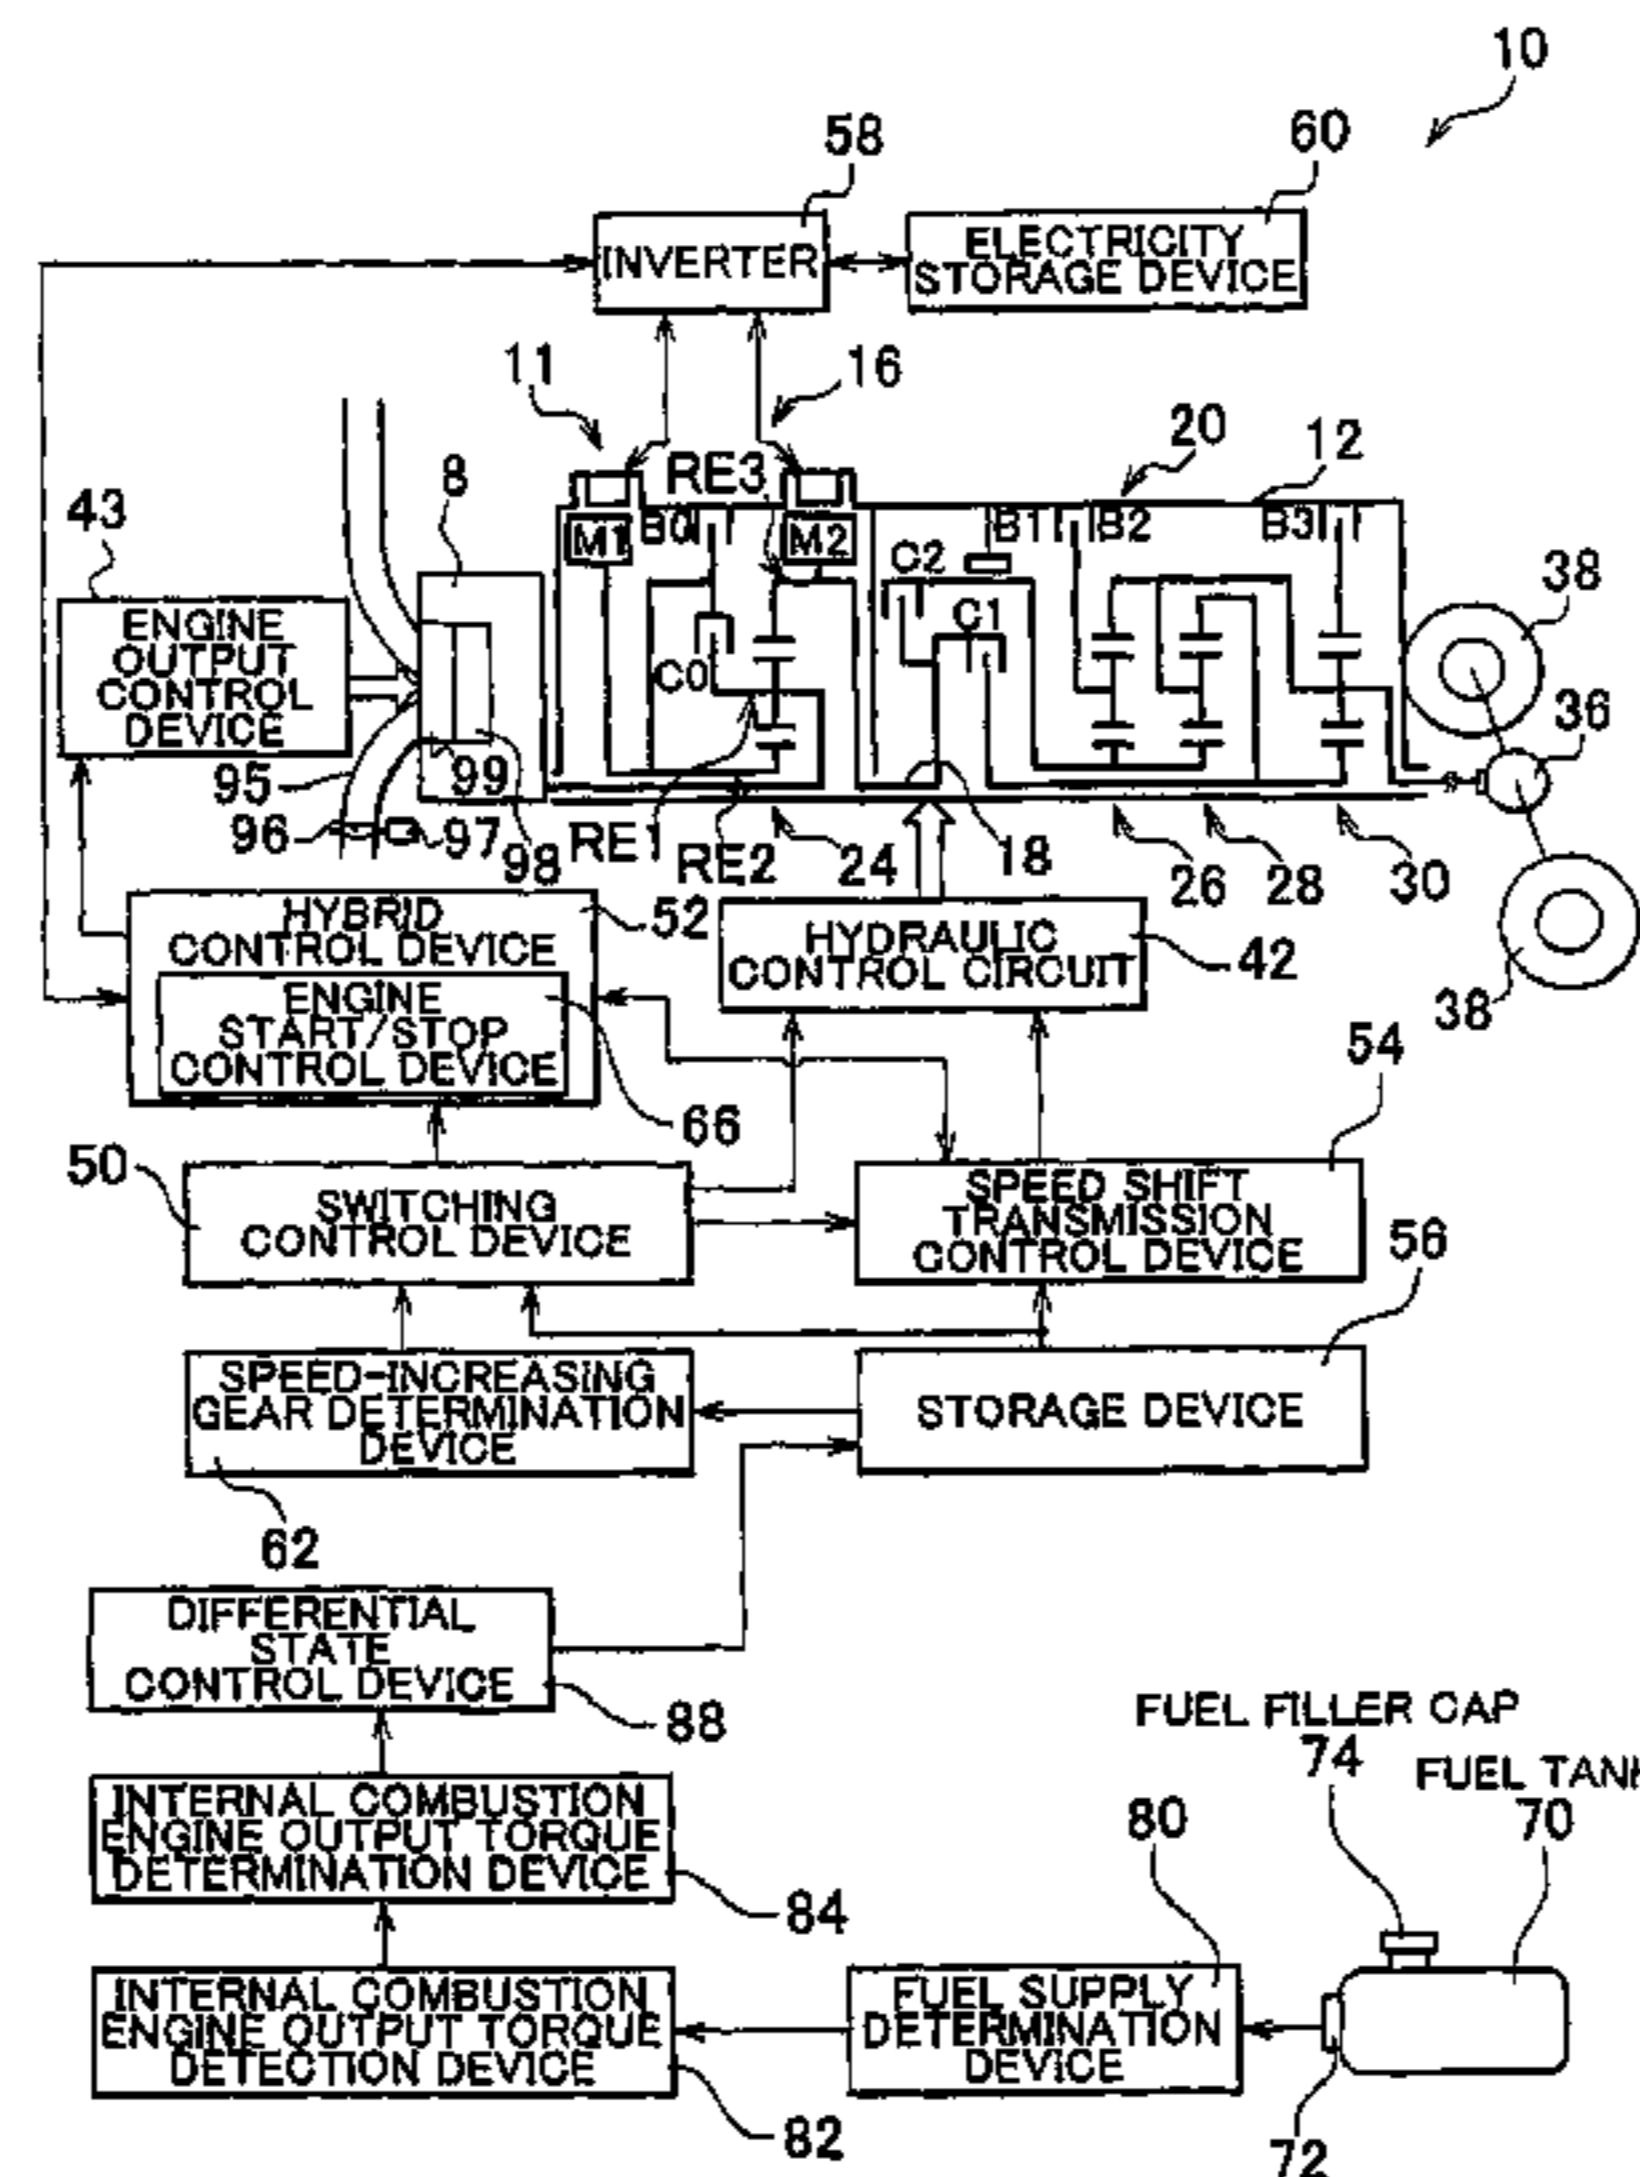 10
58
60
INVERTER
ELECTRICITY
STORAGE DEVICE
11
16
20
12
8
RE3
43
M1
B0
M2
B1
B2
B3
C2
C1
38
ENGINE
OUTPUT
CONTROL
DEVICE
C0
36
95
99
96
97
98
RE1
RE2
24
18
26
28
30
HYBRID
CONTROL DEVICE
52
HYDRAULIC
CONTROL CIRCUIT
42
38
ENGINE
START/STOP
CONTROL DEVICE
54
66
50
SWITCHING
CONTROL DEVICE
SPEED SHIFT
TRANSMISSION
CONTROL DEVICE
56
SPEED-INCREASING
GEAR DETERMINATION
DEVICE
STORAGE DEVICE
62
DIFFERENTIAL
STATE
CONTROL DEVICE
88
FUEL FILLER CAP
74
FUEL TANK
70
INTERNAL COMBUSTION
ENGINE OUTPUT TORQUE
DETERMINATION DEVICE
80
84
INTERNAL COMBUSTION
ENGINE OUTPUT TORQUE
DETECTION DEVICE
FUEL SUPPLY
DETERMINATION
DEVICE
82
72